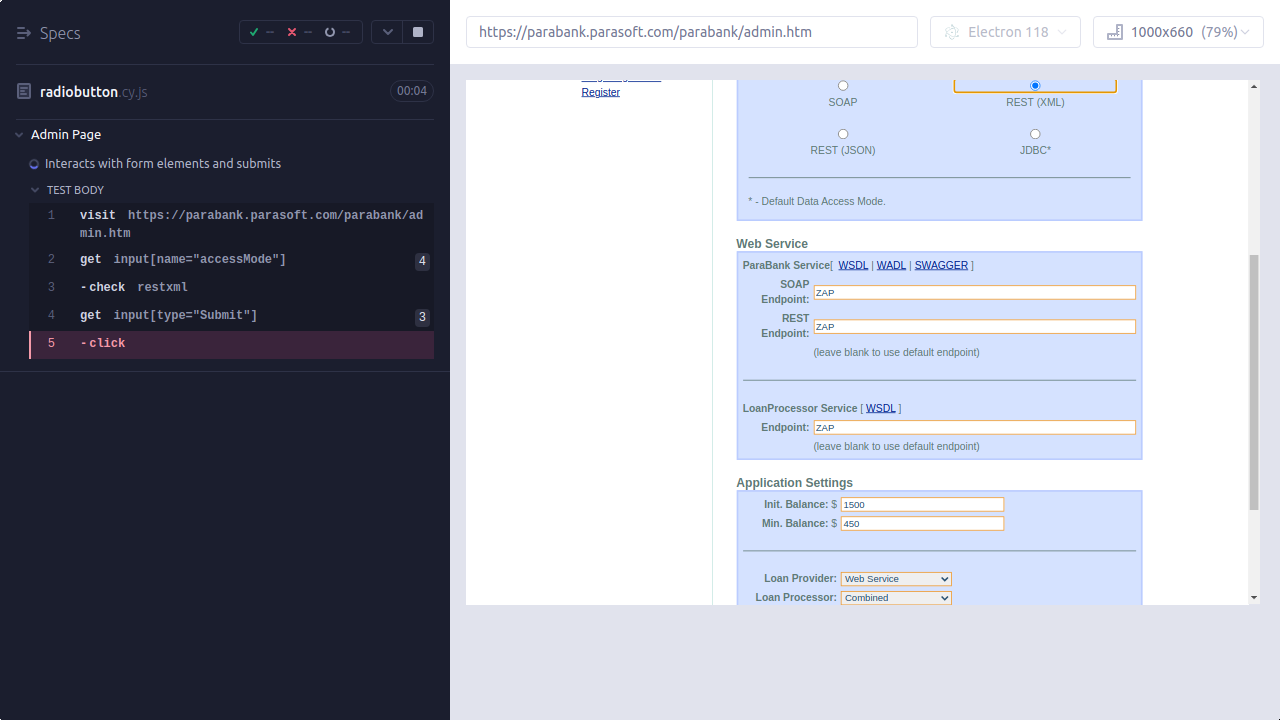 Specs
--
--
--
radiobutton.cy.js
00:04
Admin Page
Interacts with form elements and submits
TEST BODY
1 visit https://parabank.parasoft.com/parabank/ad
min.htm
2 get input[name="accessMode"] 4
3 -check restxml
4 get input[type="Submit"] 3
5 -click
https://parabank.parasoft.com/parabank/admin.htm
Electron 118
1000x660 (79%)
Register
SOAP
REST (XML)
REST (JSON)
JDBC*
* - Default Data Access Mode.
Web Service
ParaBank Service[ WSDL | WADL | SWAGGER ]
SOAP
Endpoint: ZAP
REST
Endpoint: ZAP
(leave blank to use default endpoint)
LoanProcessor Service [ WSDL ]
Endpoint: ZAP
(leave blank to use default endpoint)
Application Settings
Init. Balance: $ 1500
Min. Balance: $ 450
Loan Provider: Web Service
Loan Processor: Combined